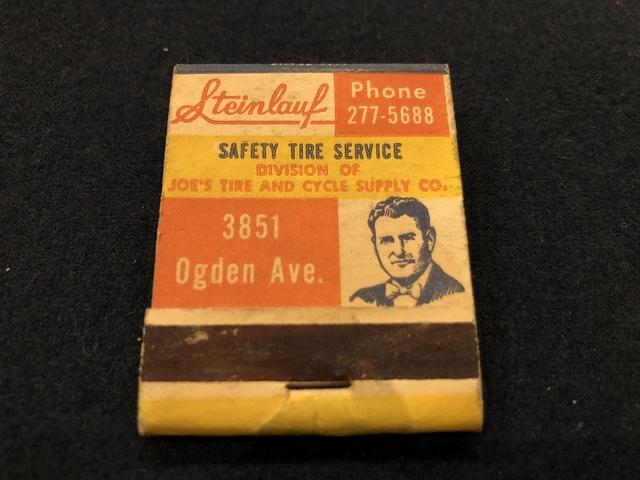 Steinlauf
Phone
277-5688
SAFETY TIRE SERVICE
DIVISION OF
JOE'S TIRE AND CYCLE SUPPLY CO.
3851
Ogden Ave.